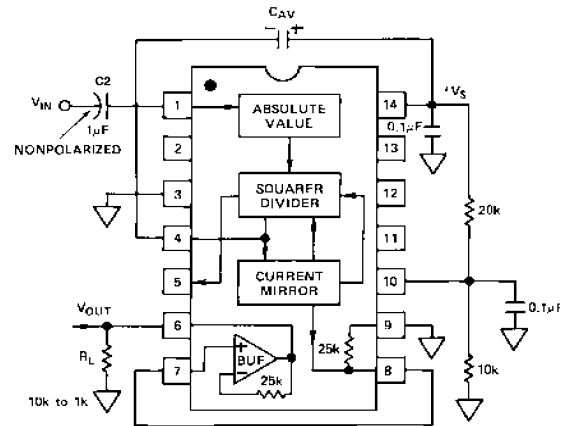 CAV
− +
C2
VIN
1µF
NONPOLARIZED
1
2
3
4
5
6
7
14
13
12
11
10
9
8
ABSOLUTE
VALUE
SQUARER
DIVIDER
CURRENT
MIRROR
+VS
0.1µF
20k
0.1µF
10k
VOUT
RL
10k to 1k
+
BUF
−
25k
25k